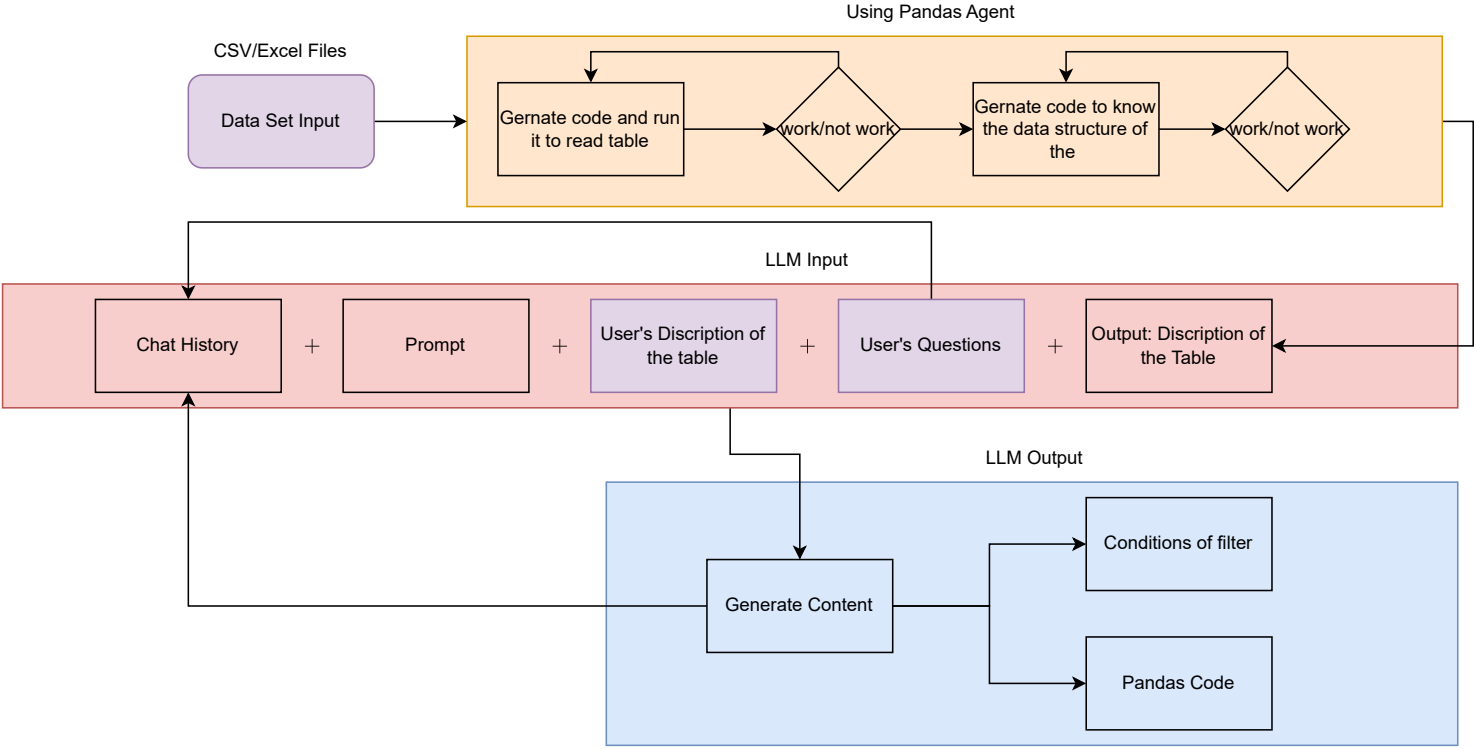 Using Pandas Agent
CSV/Excel Files
Data Set Input
Gernate code and run
it to read table
work/not work
Gernate code to know
the data structure of
the
work/not work
LLM Input
Chat History
+
Prompt
+
User's Discription of
the table
+
User's Questions
+
Output: Discription of
the Table
LLM Output
Generate Content
Conditions of filter
Pandas Code